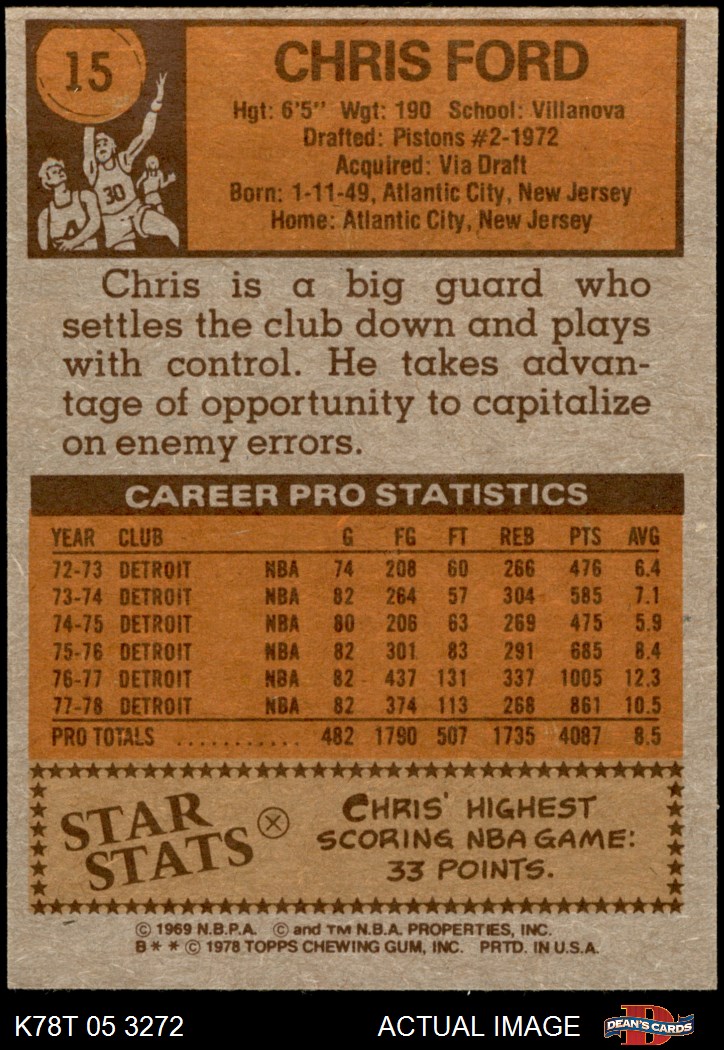 15
CHRIS FORD
Hgt: 6'5" Wgt: 190 School: Villanova
Drafted: Pistons #2-1972
Acquired: Via Draft
Born: 1-11-49, Atlantic City, New Jersey
Home: Atlantic City, New Jersey
30
4
Chris is a big guard who
settles the club down and plays
with control. He takes advan-
tage of opportunity to capitalize
on enemy errors.
CAREER PRO STATISTICS
YEAR CLUB G FG FT REB PTS AVG
72-73 DETROIT NBA 74 208 60 266 476 6.4
73-74 DETROIT NBA 82 264 57 304 585 7.1
74-75 DETROIT NBA 80 206 63 269 475 5.9
75-76 DETROIT NBA 82 301 83 291 685 8.4
76-77 DETROIT NBA 82 437 131 337 1005 12.3
77-78 DETROIT NBA 82 374 113 268 861 10.5
PRO TOTALS ........... 482 1790 507 1735 4087 8.5
STAR STATS
CHRIS' HIGHEST
SCORING NBA GAME:
33 POINTS.
© 1969 N.B.P.A. © and TM N.B.A. PROPERTIES, INC.
B * * © 1978 TOPPS CHEWING GUM, INC. PRTD. IN U.S.A.
K78T 05 3272 ACTUAL IMAGE D DEAN'S CARDS